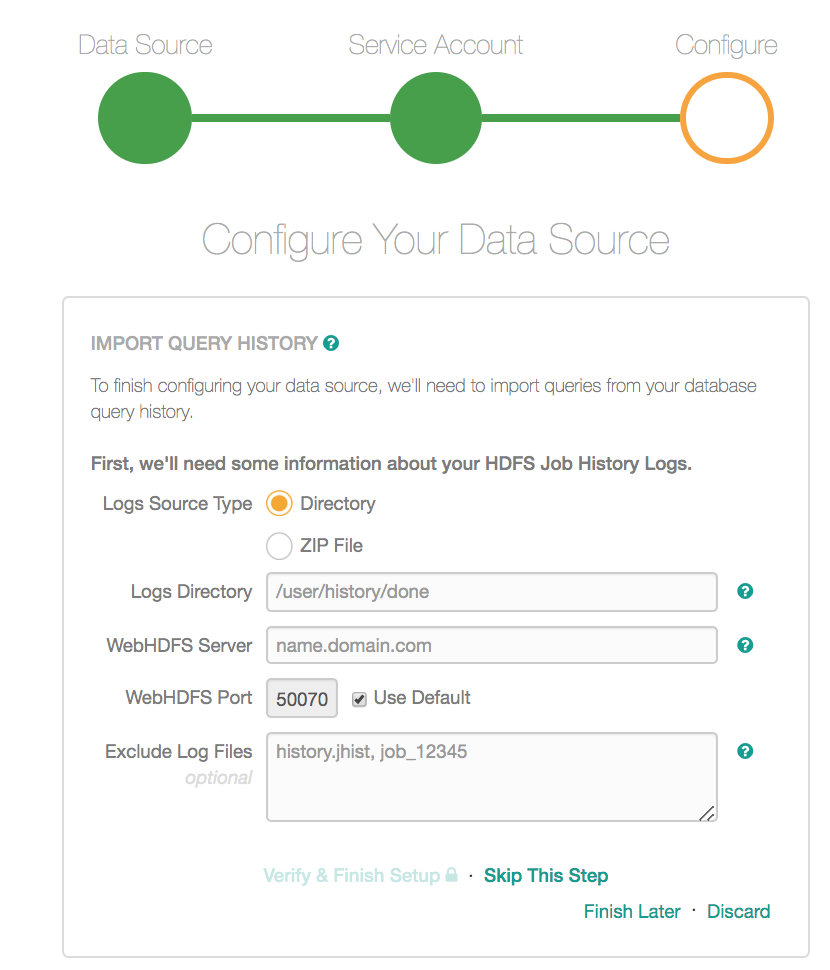 Data Source
Service Account
Configure
Configure Your Data Source
IMPORT QUERY HISTORY ?
To finish configuring your data source, we'll need to import queries from your database
query history.
First, we'll need some information about your HDFS Job History Logs.
Logs Source Type Directory
ZIP File
Logs Directory /user/history/done ?
WebHDFS Server name.domain.com ?
WebHDFS Port 50070 Use Default
Exclude Log Files history.jhist, job_12345 ?
optional
Verify & Finish Setup · Skip This Step
Finish Later · Discard